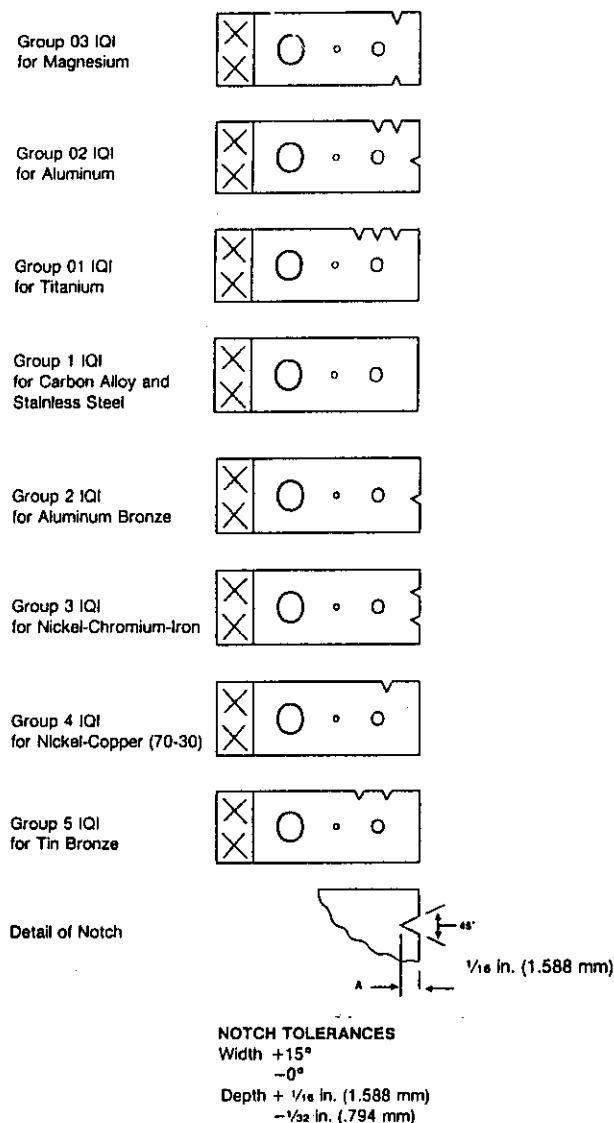 Group 03 IQI
for Magnesium
Group 02 IQI
for Aluminum
Group 01 IQI
for Titanium
Group 1 IQI
for Carbon Alloy and
Stainless Steel
Group 2 IQI
for Aluminum Bronze
Group 3 IQI
for Nickel-Chromium-Iron
Group 4 IQI
for Nickel-Copper (70-30)
Group 5 IQI
for Tin Bronze
Detail of Notch
45°
1/16 in. (1.588 mm)
A
NOTCH TOLERANCES
Width +15°
−0°
Depth + 1/16 in. (1.588 mm)
−1/32 in. (.794 mm)